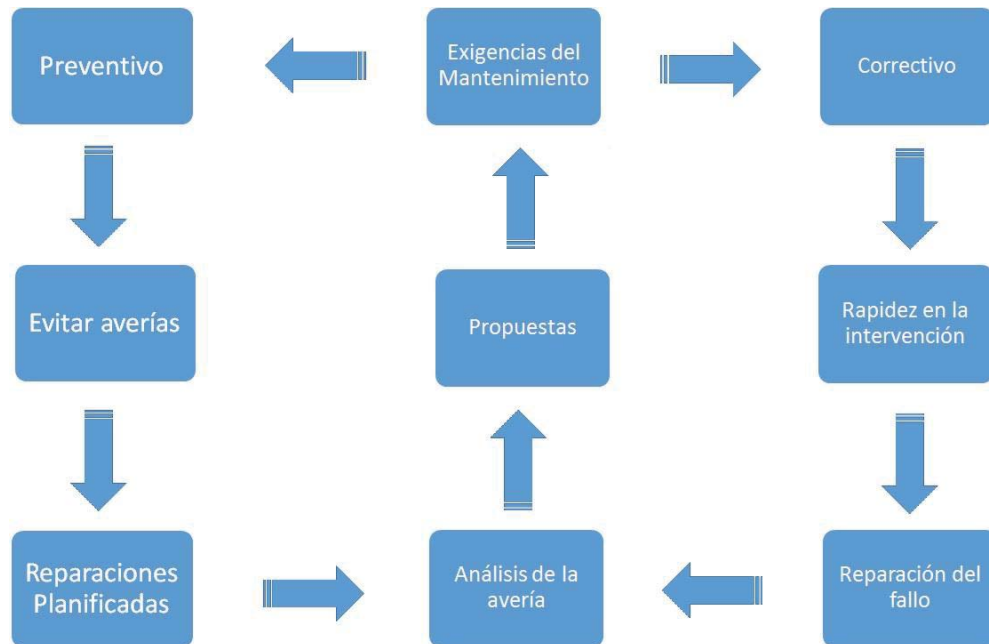 Preventivo
Exigencias del
Mantenimiento
Correctivo
Evitar averías
Propuestas
Rapidez en la
intervención
Reparaciones
Planificadas
Análisis de la
avería
Reparación del
fallo